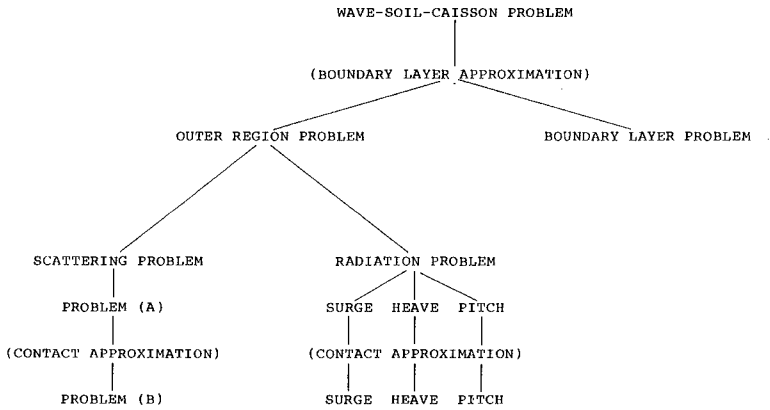 WAVE-SOIL-CAISSON PROBLEM
(BOUNDARY LAYER APPROXIMATION)
OUTER REGION PROBLEM BOUNDARY LAYER PROBLEM
SCATTERING PROBLEM RADIATION PROBLEM
PROBLEM (A) SURGE HEAVE PITCH
(CONTACT APPROXIMATION) (CONTACT APPROXIMATION)
PROBLEM (B) SURGE HEAVE PITCH